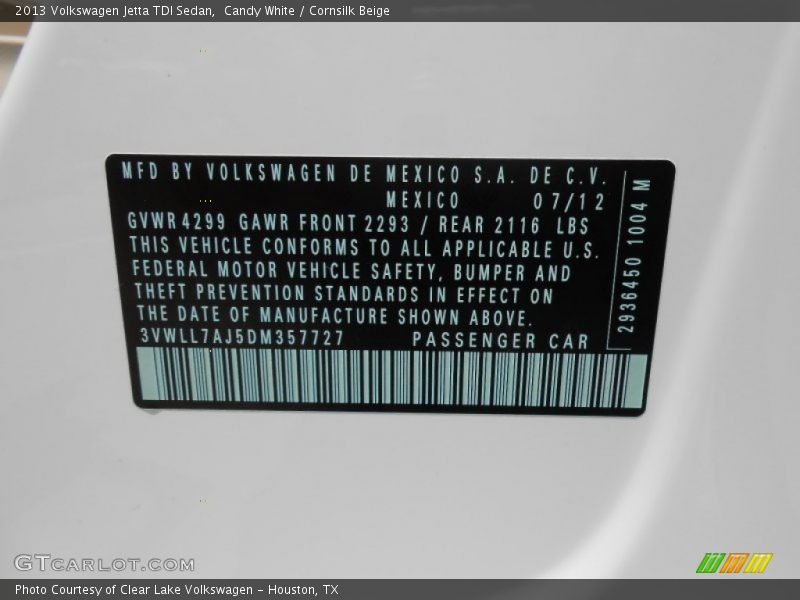 2013 Volkswagen Jetta TDI Sedan, Candy White / Cornsilk Beige
MFD BY VOLKSWAGEN DE MEXICO S.A. DE C.V.
MEXICO 07/12
GVWR 4299 GAWR FRONT 2293 / REAR 2116 LBS
THIS VEHICLE CONFORMS TO ALL APPLICABLE U.S.
FEDERAL MOTOR VEHICLE SAFETY, BUMPER AND
THEFT PREVENTION STANDARDS IN EFFECT ON
THE DATE OF MANUFACTURE SHOWN ABOVE.
3VWLL7AJ5DM357727 PASSENGER CAR
2936450 1004 M
GTCARLOT.COM
Photo Courtesy of Clear Lake Volkswagen - Houston, TX